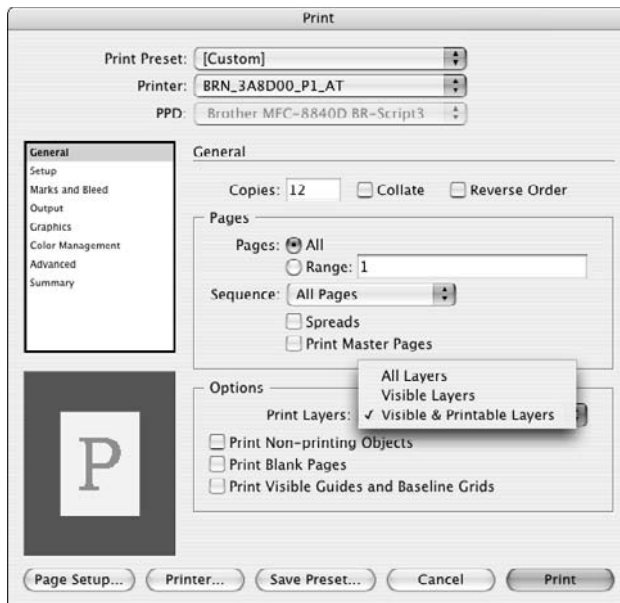 Print
Print Preset: [Custom]
Printer: BRN_3A8D00_P1_AT
PPD: Brother MFC-8840D BR-Script3
General
Setup
Marks and Bleed
Output
Graphics
Color Management
Advanced
Summary
General
Copies: 12 Collate Reverse Order
Pages
Pages: All
Range: 1
Sequence: All Pages
Spreads
Print Master Pages
Options
All Layers
Visible Layers
Print Layers: ✓ Visible & Printable Layers
Print Non-printing Objects
Print Blank Pages
Print Visible Guides and Baseline Grids
P
Page Setup... Printer... Save Preset... Cancel Print